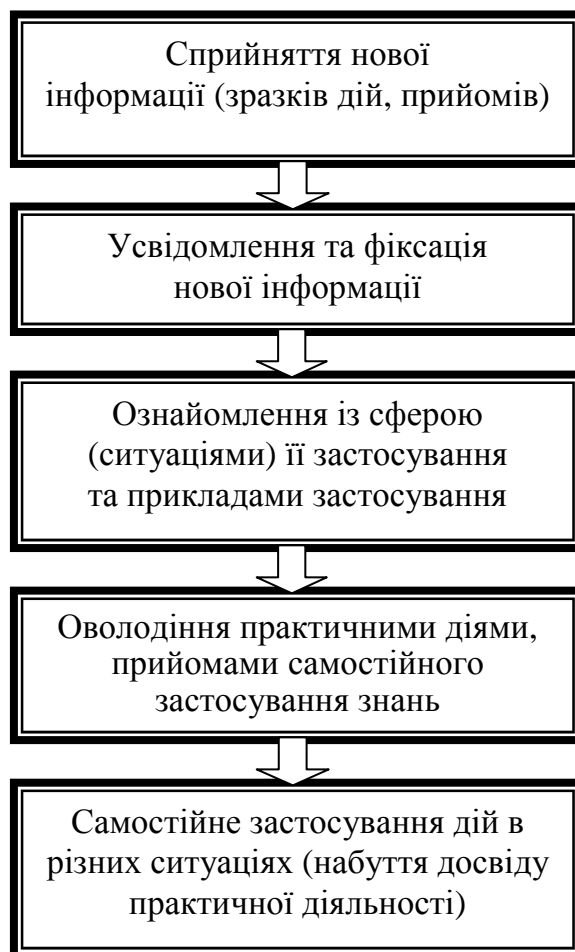 Сприйняття нової
інформації (зразків дій, прийомів)
Усвідомлення та фіксація
нової інформації
Ознайомлення із сферою
(ситуаціями) її застосування
та прикладами застосування
Оволодіння практичними діями,
прийомами самостійного
застосування знань
Самостійне застосування дій в
різних ситуаціях (набуття досвіду
практичної діяльності)